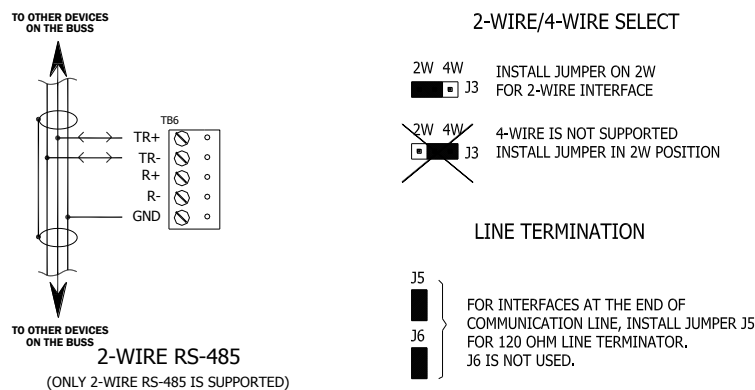 TO OTHER DEVICES
ON THE BUSS
TB6
TR+
TR-
R+
R-
GND
TO OTHER DEVICES
ON THE BUSS
2-WIRE RS-485
(ONLY 2-WIRE RS-485 IS SUPPORTED)
2-WIRE/4-WIRE SELECT
2W 4W
J3
INSTALL JUMPER ON 2W
FOR 2-WIRE INTERFACE
2W 4W
J3
4-WIRE IS NOT SUPPORTED
INSTALL JUMPER IN 2W POSITION
LINE TERMINATION
J5
J6
FOR INTERFACES AT THE END OF
COMMUNICATION LINE, INSTALL JUMPER J5
FOR 120 OHM LINE TERMINATOR.
J6 IS NOT USED.